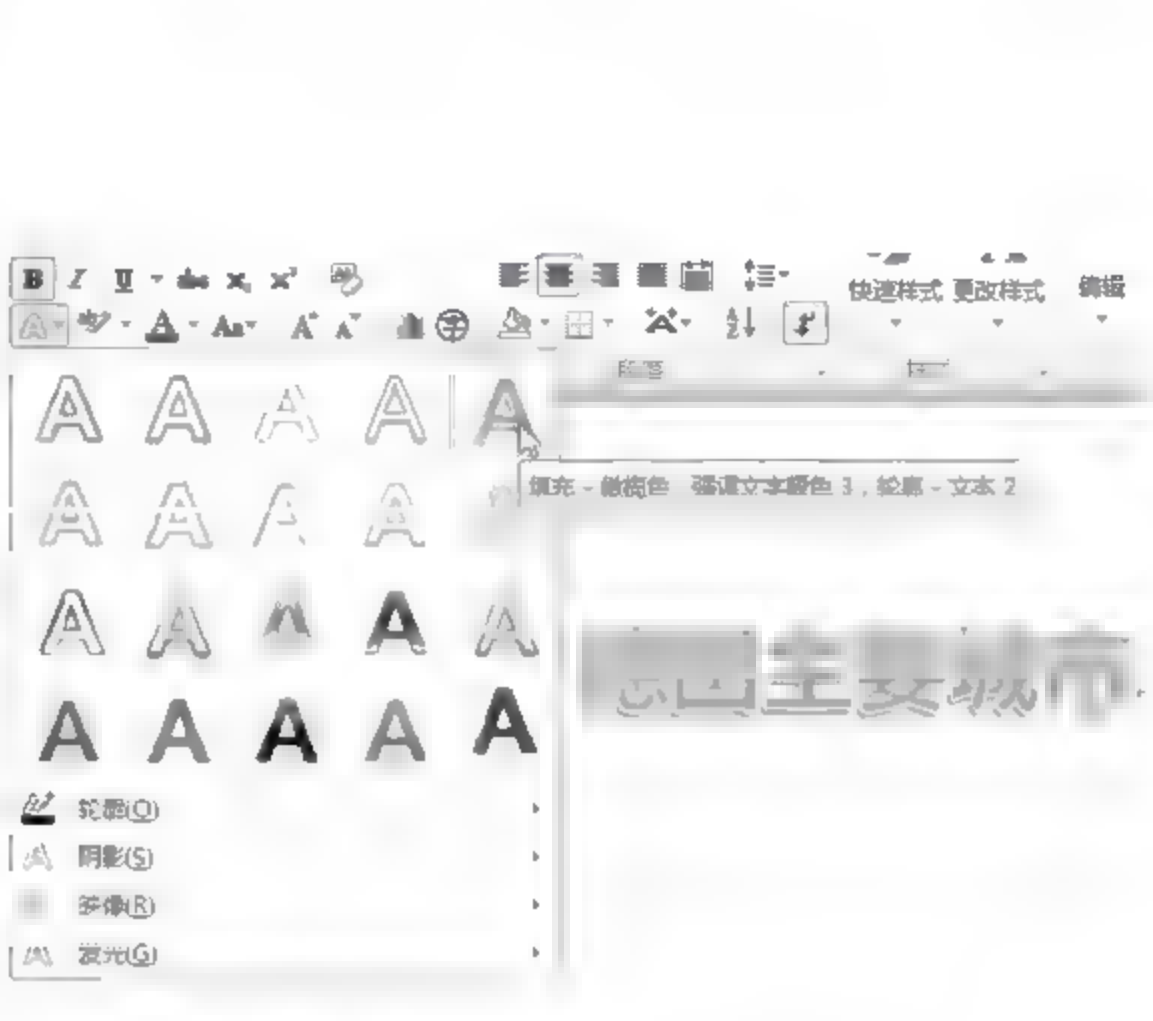 B I U abc x₂ x²
A A Aa A A
快速样式 更改样式 编辑
A Z
A A A A A
填充 - 橄榄色 强调文字颜色 3，轮廓 - 文本 2
A A A A
A A A A
主要城市
A A A A A
轮廓(O)
阴影(S)
映像(R)
发光(G)